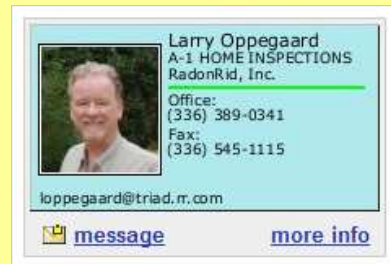 Larry Oppegaard
A-1 HOME INSPECTIONS
RadonRid, Inc.
Office:
(336) 389-0341
Fax:
(336) 545-1115
loppegaard@triad.rr.com
message
more info